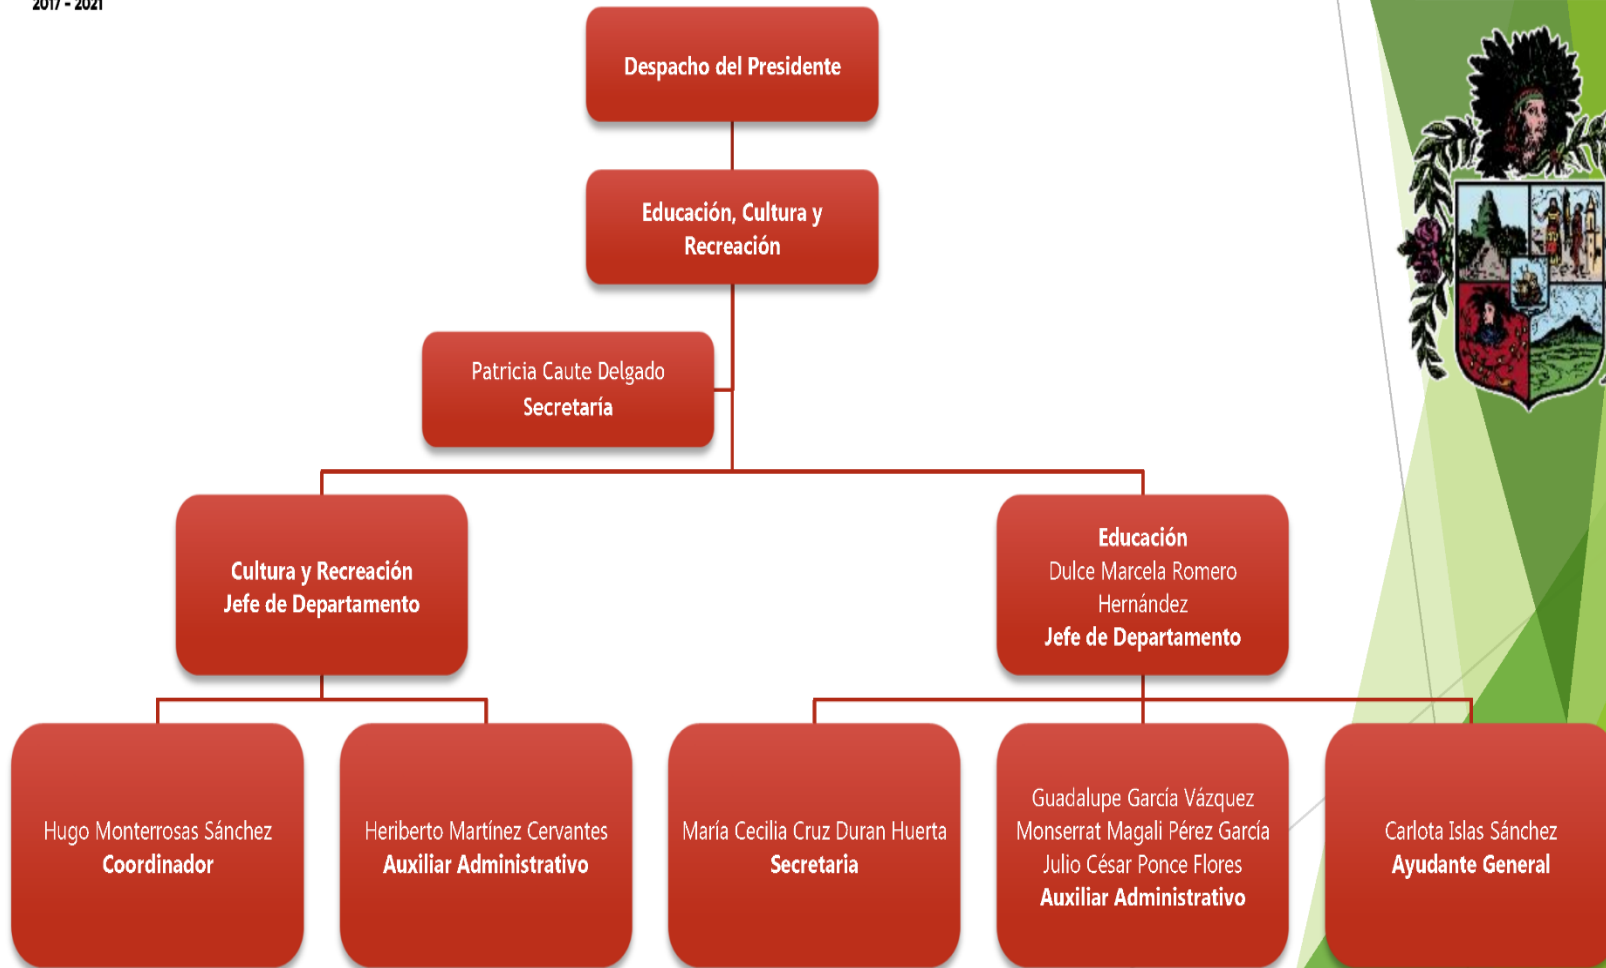 2017 - 2021
Despacho del Presidente
Educación, Cultura y
Recreación
Patricia Caute Delgado
Secretaría
Cultura y Recreación
Jefe de Departamento
Educación
Dulce Marcela Romero
Hernández
Jefe de Departamento
Hugo Monterrosas Sánchez
Coordinador
Heriberto Martínez Cervantes
Auxiliar Administrativo
María Cecilia Cruz Duran Huerta
Secretaria
Guadalupe García Vázquez
Monserrat Magali Pérez García
Julio César Ponce Flores
Auxiliar Administrativo
Carlota Islas Sánchez
Ayudante General